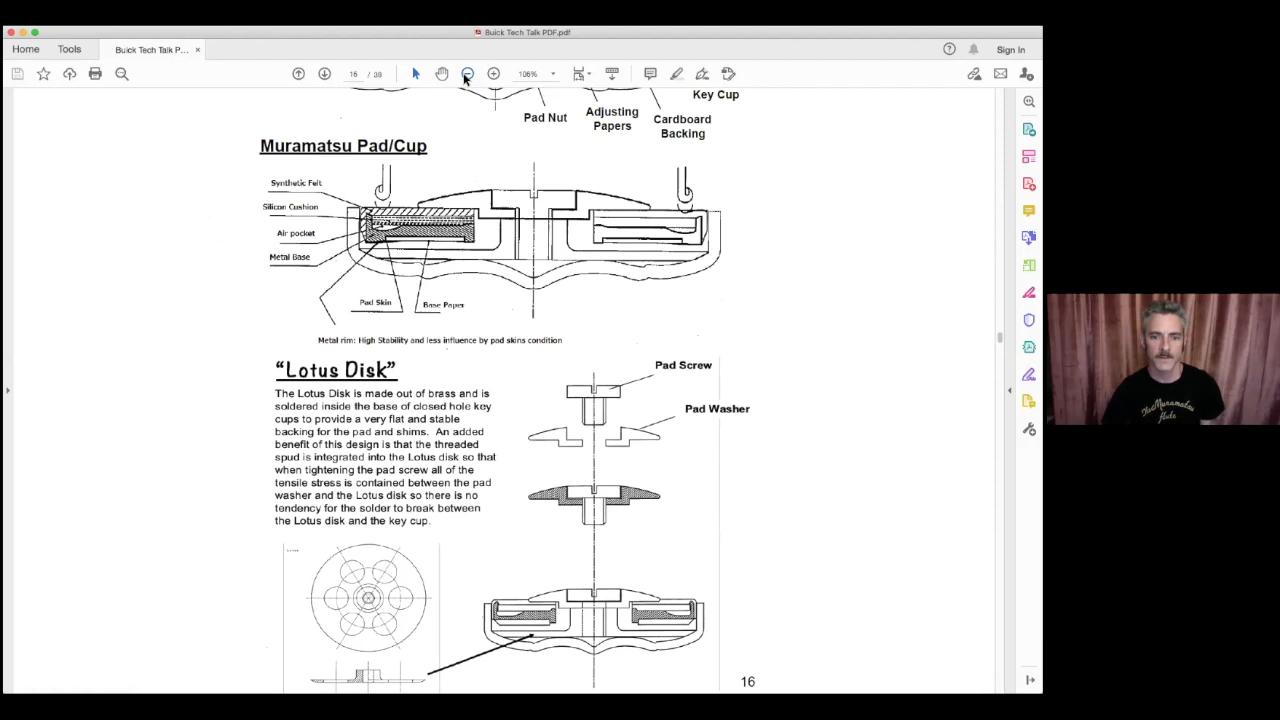 Buick Tech Talk PDF.pdf
Home
Tools
Buick Tech Talk P... ×
Sign In
16 / 38
106%
Key Cup
Pad Nut
Adjusting
Papers
Cardboard
Backing
Muramatsu Pad/Cup
Synthetic Felt
Silicon Cushion
Air pocket
Metal Base
Pad Skin
Base Paper
Metal rim: High Stability and less influence by pad skins condition
"Lotus Disk"
The Lotus Disk is made out of brass and is
soldered inside the base of closed hole key
cups to provide a very flat and stable
backing for the pad and shims. An added
benefit of this design is that the threaded
spud is integrated into the Lotus disk so that
when tightening the pad screw all of the
tensile stress is contained between the pad
washer and the Lotus disk so there is no
tendency for the solder to break between
the Lotus disk and the key cup.
Pad Screw
Pad Washer
16
The Muramatsu
flute